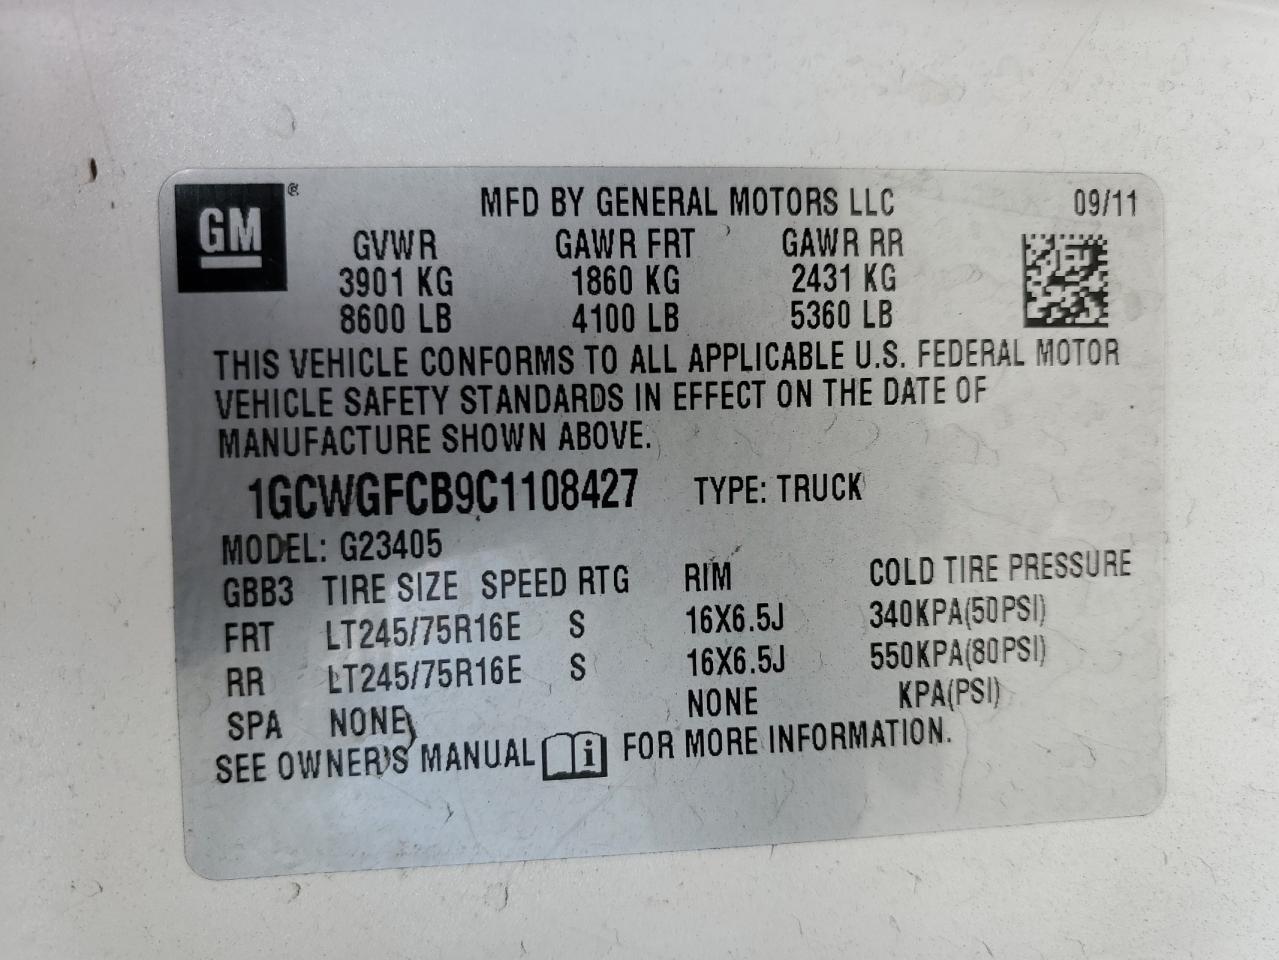 GM®
MFD BY GENERAL MOTORS LLC 09/11
GVWR GAWR FRT GAWR RR
3901 KG 1860 KG 2431 KG
8600 LB 4100 LB 5360 LB
THIS VEHICLE CONFORMS TO ALL APPLICABLE U.S. FEDERAL MOTOR
VEHICLE SAFETY STANDARDS IN EFFECT ON THE DATE OF
MANUFACTURE SHOWN ABOVE.
1GCWGFCB9C1108427 TYPE: TRUCK
MODEL: G23405
GBB3 TIRE SIZE SPEED RTG RIM COLD TIRE PRESSURE
FRT LT245/75R16E S 16X6.5J 340KPA(50PSI)
RR LT245/75R16E S 16X6.5J 550KPA(80PSI)
SPA NONE NONE KPA(PSI)
SEE OWNER'S MANUAL i FOR MORE INFORMATION.